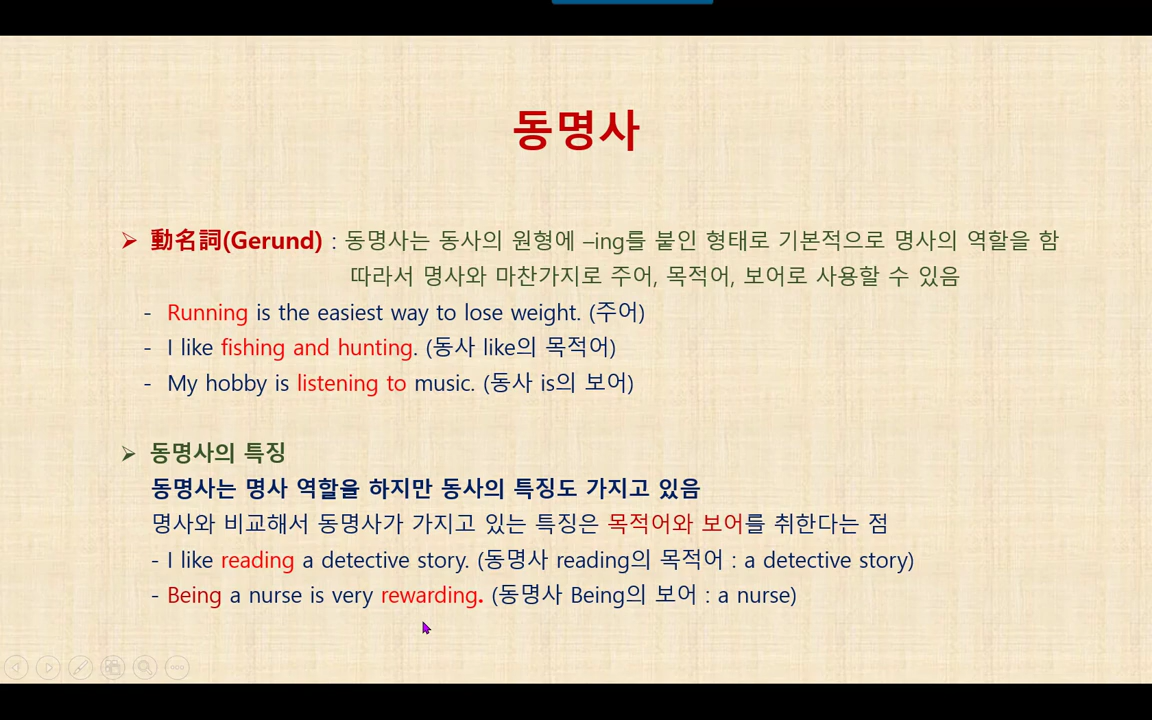 동명사
➢ 動名詞(Gerund) : 동명사는 동사의 원형에 –ing를 붙인 형태로 기본적으로 명사의 역할을 함
따라서 명사와 마찬가지로 주어, 목적어, 보어로 사용할 수 있음
- Running is the easiest way to lose weight. (주어)
- I like fishing and hunting. (동사 like의 목적어)
- My hobby is listening to music. (동사 is의 보어)
➢ 동명사의 특징
동명사는 명사 역할을 하지만 동사의 특징도 가지고 있음
명사와 비교해서 동명사가 가지고 있는 특징은 목적어와 보어를 취한다는 점
- I like reading a detective story. (동명사 reading의 목적어 : a detective story)
- Being a nurse is very rewarding. (동명사 Being의 보어 : a nurse)